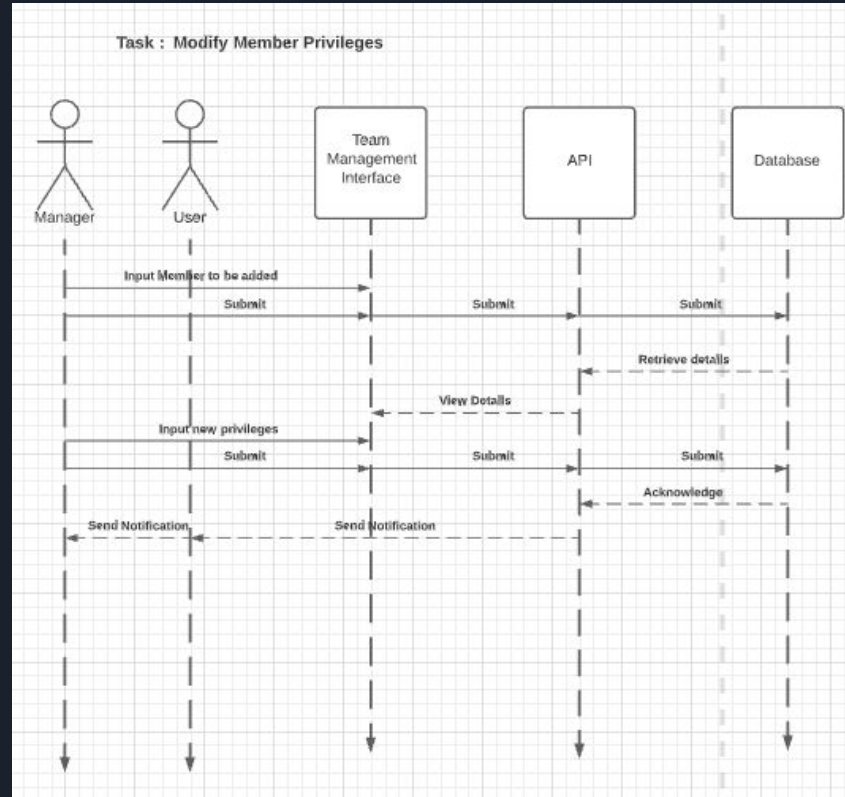 Task : Modify Member Privileges
Team
Management
Interface
API
Database
Manager
User
Input Member to be added
Submit
Submit
Submit
Retrieve details
View Details
Input new privileges
Submit
Submit
Submit
Acknowledge
Send Notification
Send Notification